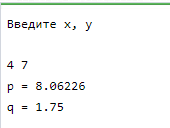 Введите x, y
4 7
p = 8.06226
q = 1.75